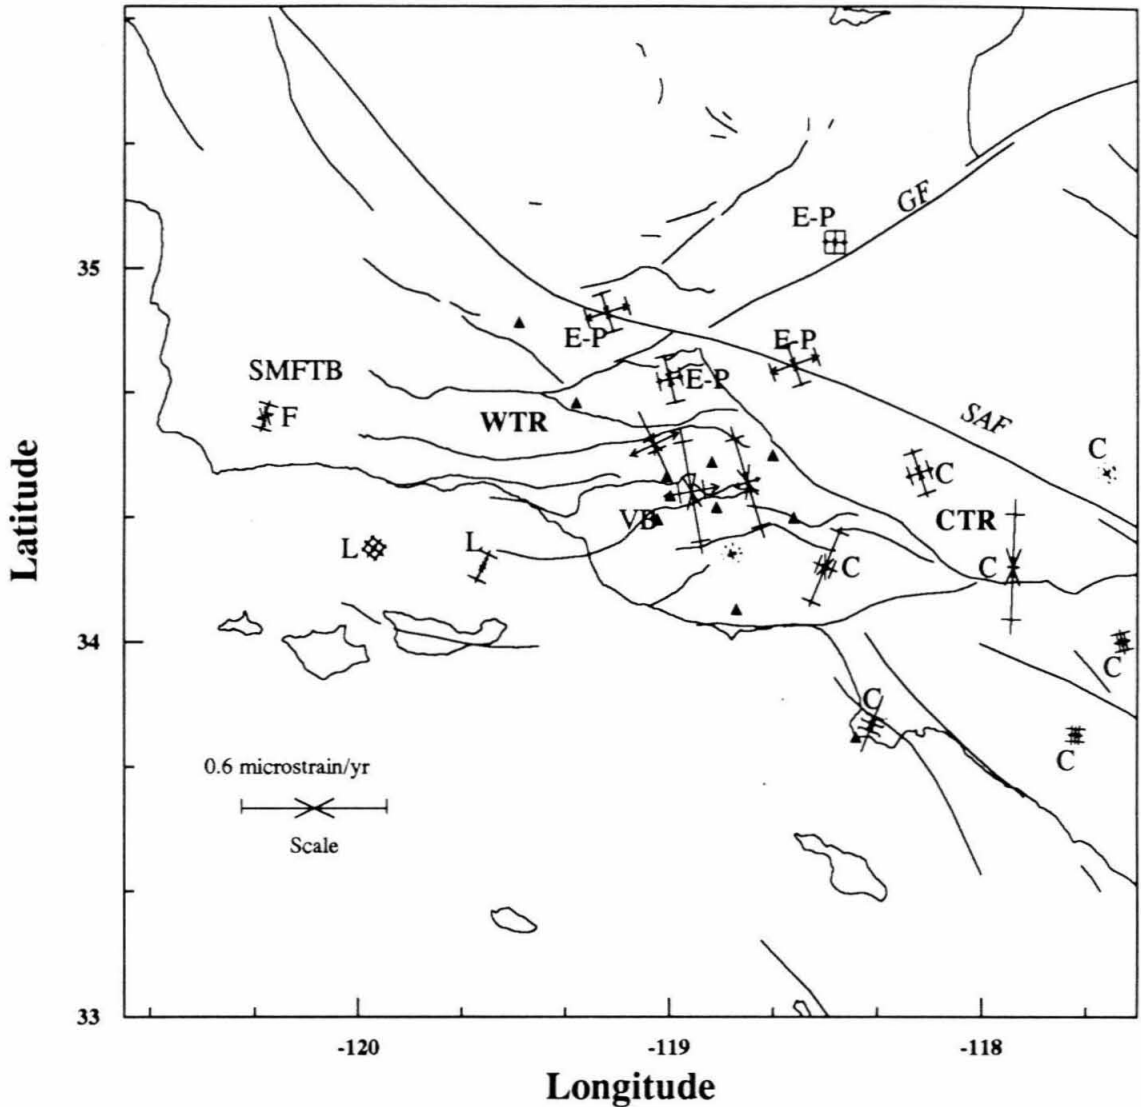 GF
E-P
35
E-P
E-P
SMFTB
E-P
F
WTR
SAF
C
C
VB
CTR
L
L
C
C
34
C
C
C
0.6 microstrain/yr
Scale
33
-120
-119
-118
Latitude
Longitude